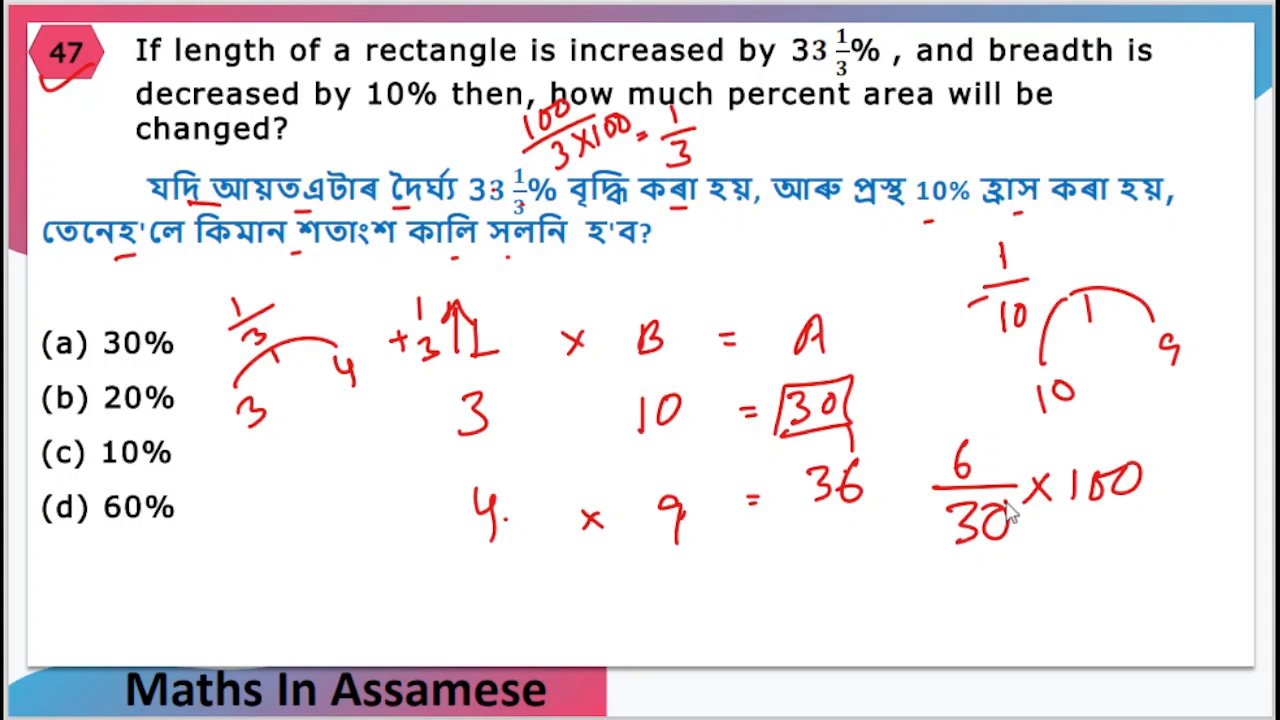 47
If length of a rectangle is increased by 33 1/3% , and breadth is
decreased by 10% then, how much percent area will be
changed?
100/3×100 = 1/3
যদি আয়তএটাৰ দৈৰ্ঘ্য 33 1/3% বৃদ্ধি কৰা হয়, আৰু প্ৰস্থ 10% হ্ৰাস কৰা হয়,
তেনেহ'লে কিমান শতাংশ কালি সলনি হ'ব?
(a) 30%
(b) 20%
(c) 10%
(d) 60%
1/3
3 4
+1/3 ↑ L × B = A
3 10 = 30
4 × 9 = 36
-1/10
1
10 9
6/30 × 100
Maths In Assamese